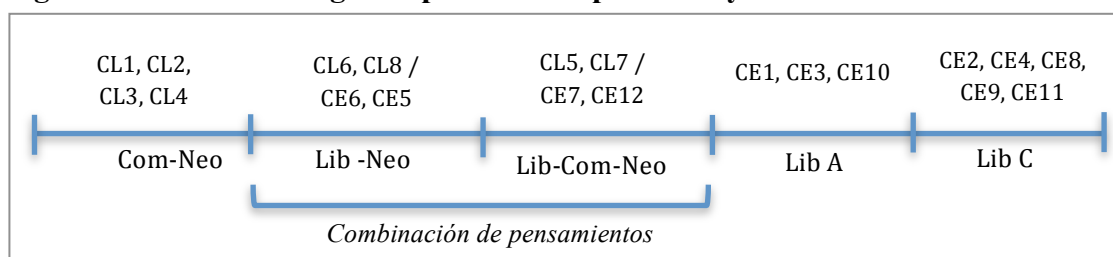 CL1, CL2,
CL3, CL4
CL6, CL8 /
CE6, CE5
CL5, CL7 /
CE7, CE12
CE1, CE3, CE10
CE2, CE4, CE8,
CE9, CE11
Com-Neo
Lib -Neo
Lib-Com-Neo
Lib A
Lib C
Combinación de pensamientos